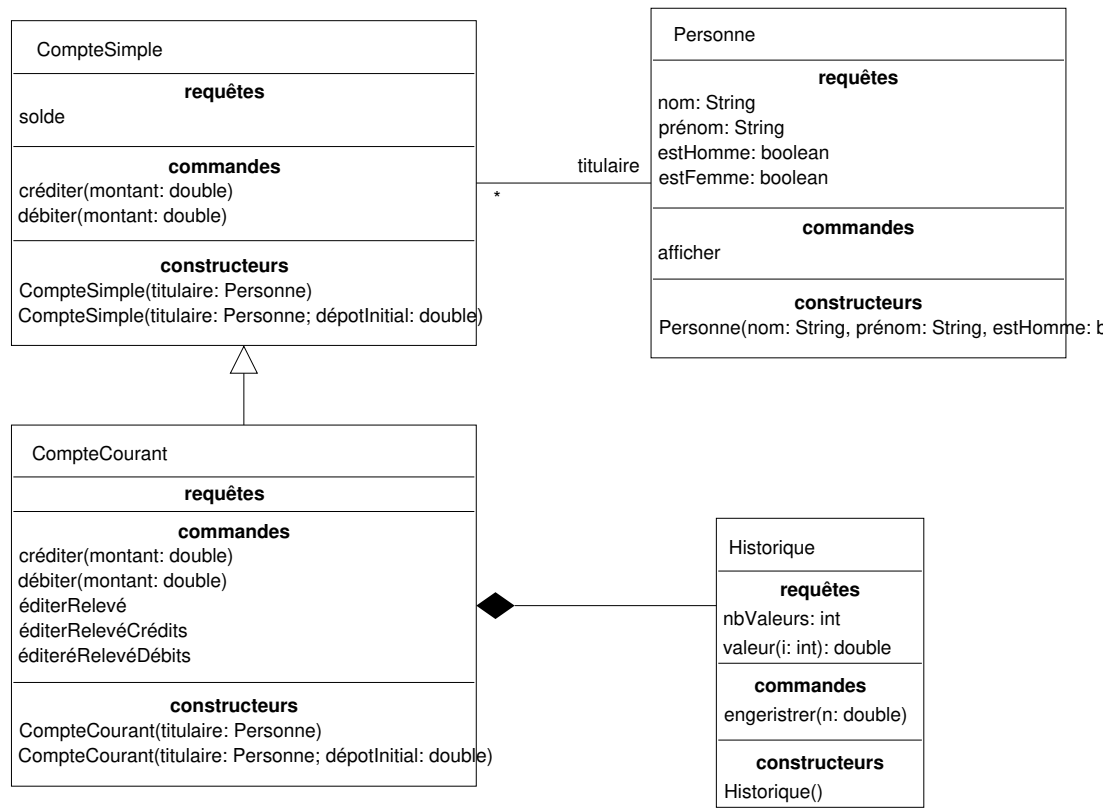 CompteSimple
requêtes
solde
commandes
créditer(montant: double)
débiter(montant: double)
constructeurs
CompteSimple(titulaire: Personne)
CompteSimple(titulaire: Personne; dépotInitial: double)
titulaire
*
Personne
requêtes
nom: String
prénom: String
estHomme: boolean
estFemme: boolean
commandes
afficher
constructeurs
Personne(nom: String, prénom: String, estHomme: b
CompteCourant
requêtes
commandes
créditer(montant: double)
débiter(montant: double)
éditerRelevé
éditerRelevéCrédits
éditeréRelevéDébits
constructeurs
CompteCourant(titulaire: Personne)
CompteCourant(titulaire: Personne; dépotInitial: double)
Historique
requêtes
nbValeurs: int
valeur(i: int): double
commandes
engeristrer(n: double)
constructeurs
Historique()